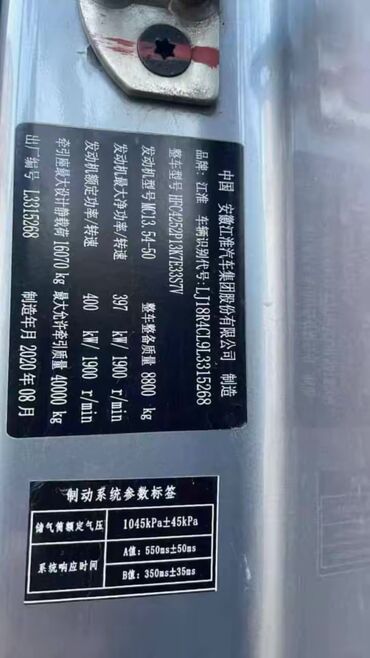 中国 安徽江淮汽车集团股份有限公司 制造
品牌：江淮 车辆识别代号：LJ18R4CL9L3315268
整车型号 HFC4252P13K7E33S7V
发动机型号 MC13.54-50 整车整备质量 8800 kg
发动机最大净功率/转速 397 kW/ 1900 r/min
发动机额定功率/转速 400 kW/ 1900 r/min
牵引座最大设计静载荷 16070 kg 最大允许牵引质量 40000 kg
出厂编号 L3315268 制造年月 2020 年 08 月
制动系统参数标签
储气筒额定气压 1045kPa±45kPa
系统响应时间 A值：550ms±50ms
B值：350ms±35ms